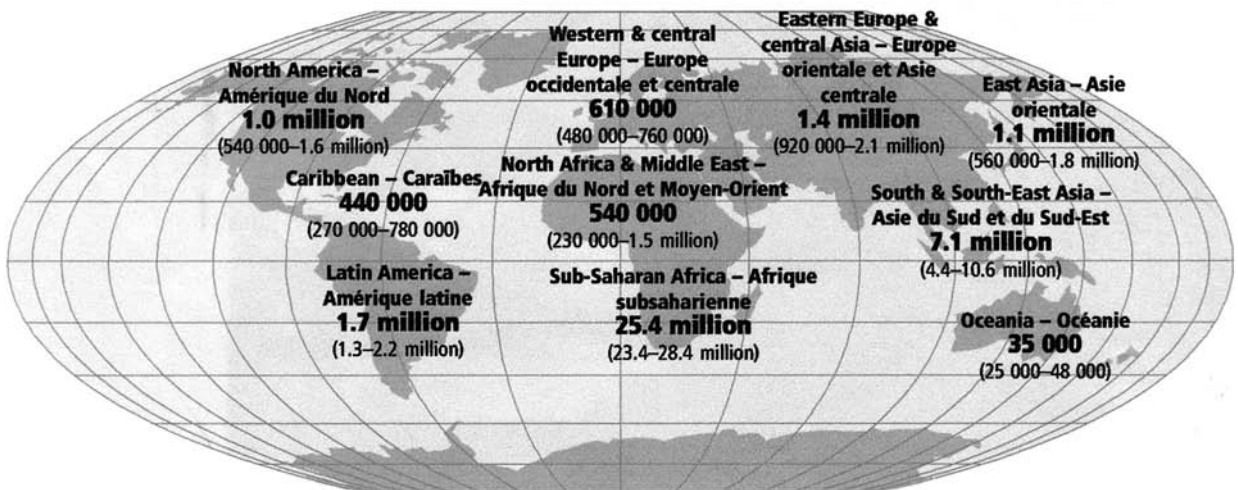 North America –
Amérique du Nord
1.0 million
(540 000–1.6 million)
Western & central
Europe – Europe
occidentale et centrale
610 000
(480 000–760 000)
Eastern Europe &
central Asia – Europe
orientale et Asie
centrale
1.4 million
(920 000–2.1 million)
East Asia – Asie
orientale
1.1 million
(560 000–1.8 million)
Caribbean – Caraïbes
440 000
(270 000–780 000)
North Africa & Middle East –
Afrique du Nord et Moyen-Orient
540 000
(230 000–1.5 million)
South & South-East Asia –
Asie du Sud et du Sud-Est
7.1 million
(4.4–10.6 million)
Latin America –
Amérique latine
1.7 million
(1.3–2.2 million)
Sub-Saharan Africa – Afrique
subsaharienne
25.4 million
(23.4–28.4 million)
Oceania – Océanie
35 000
(25 000–48 000)